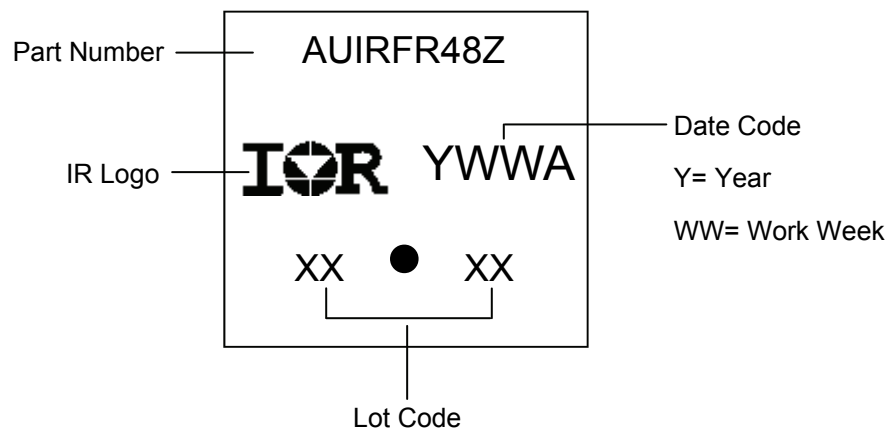 Part Number
AUIRFR48Z
IR Logo
IOR
YWWA
Date Code
Y= Year
WW= Work Week
XX
XX
Lot Code